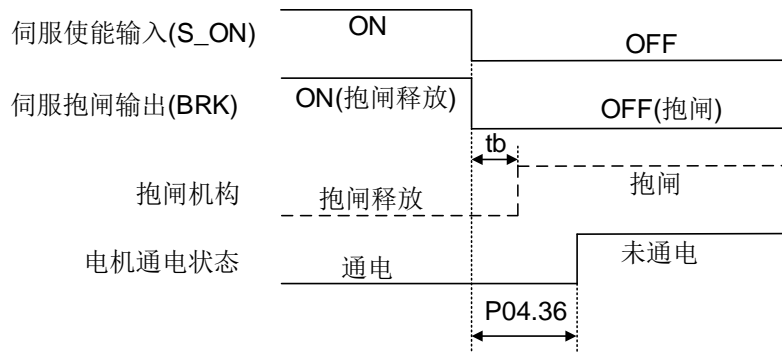 伺服使能输入(S_ON) ON OFF
伺服抱闸输出(BRK) ON(抱闸释放) OFF(抱闸)
tb
抱闸机构 抱闸释放 抱闸
电机通电状态 通电 未通电
P04.36